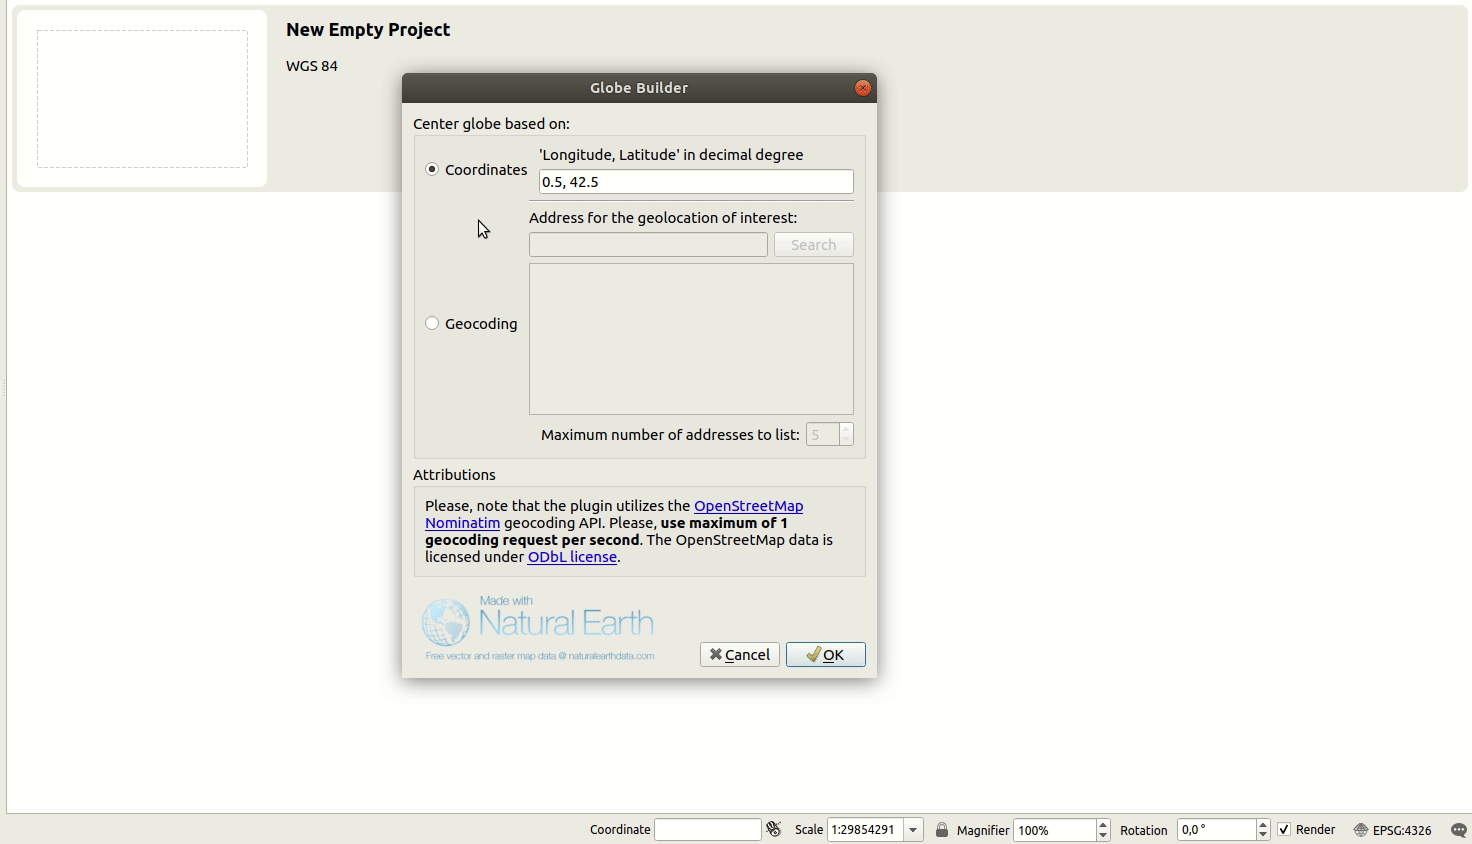 New Empty Project
WGS 84
Globe Builder
Center globe based on:
'Longitude, Latitude' in decimal degree
Coordinates
0.5, 42.5
Address for the geolocation of interest:
Search
Geocoding
Maximum number of addresses to list: 5
Attributions
Please, note that the plugin utilizes the OpenStreetMap
Nominatim geocoding API. Please, use maximum of 1
geocoding request per second. The OpenStreetMap data is
licensed under ODbL license.
Made with
Natural Earth
Free vector and raster map data @ naturalearthdata.com
Cancel OK
Coordinate Scale 1:29854291 Magnifier 100% Rotation 0,0 ° Render EPSG:4326